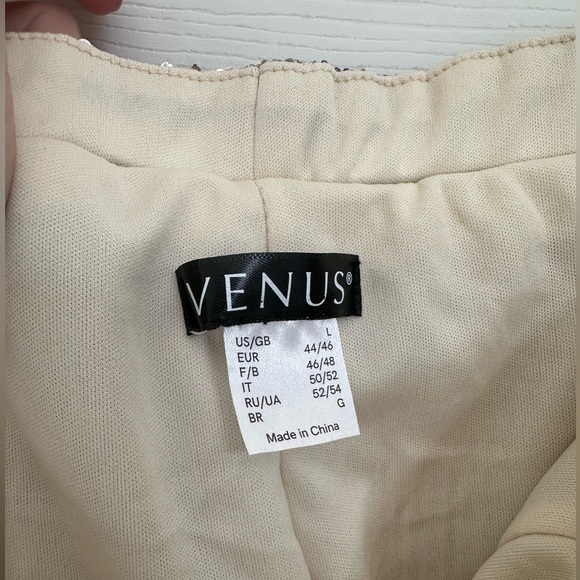 VENUS®
US/GB L
EUR 44/46
F/B 46/48
IT 50/52
RU/UA 52/54
BR G
Made in China